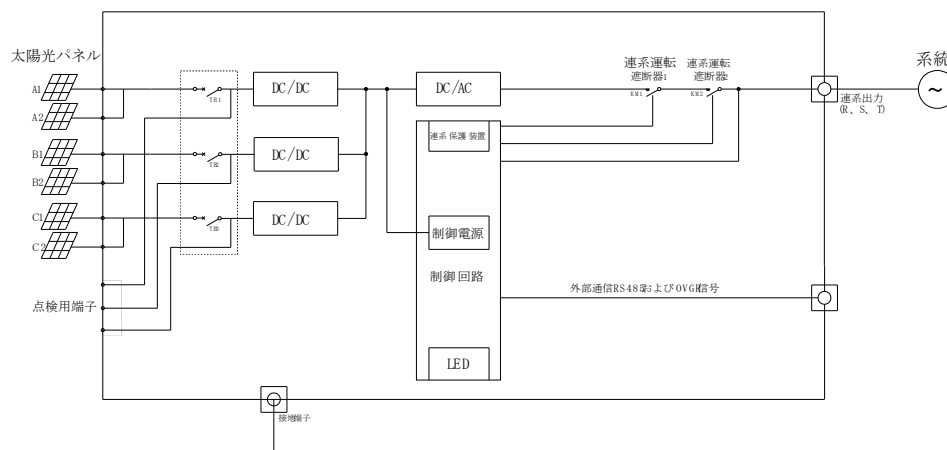 太陽光パネル
A1
A2
B1
B2
C1
C2
点検用端子
TB1
TB2
TB3
DC/DC
DC/DC
DC/DC
DC/AC
連系運転
遮断器1
KM1
連系運転
遮断器2
KM2
系統
~
連系出力
(R、S、T)
連系保護装置
制御電源
制御回路
LED
外部通信RS485およびOVGR信号
接地端子